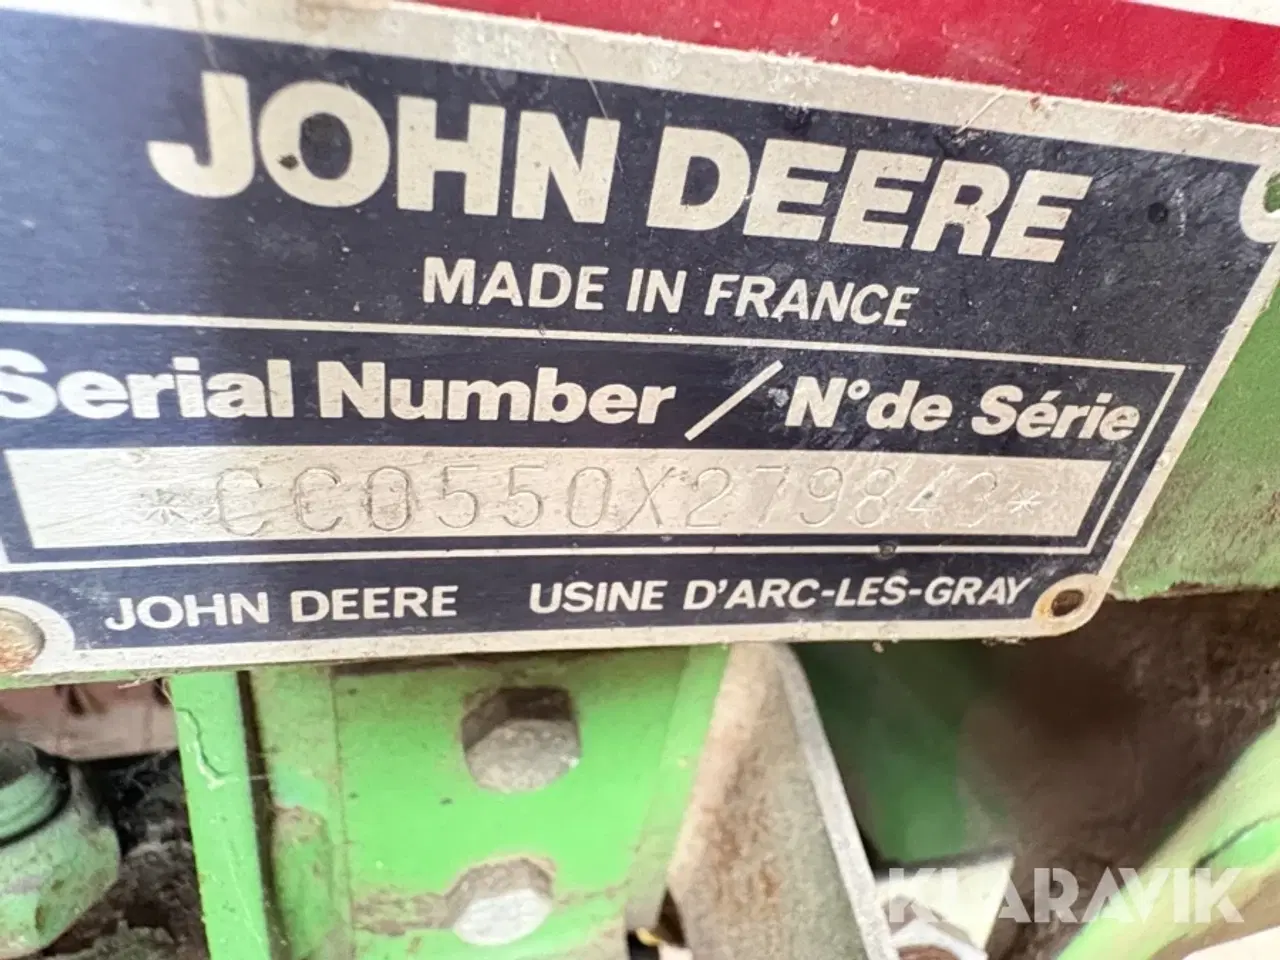 JOHN DEERE
MADE IN FRANCE
Serial Number / N° de Série
*CC0550X279843*
JOHN DEERE USINE D'ARC-LES-GRAY
KLARAVIK